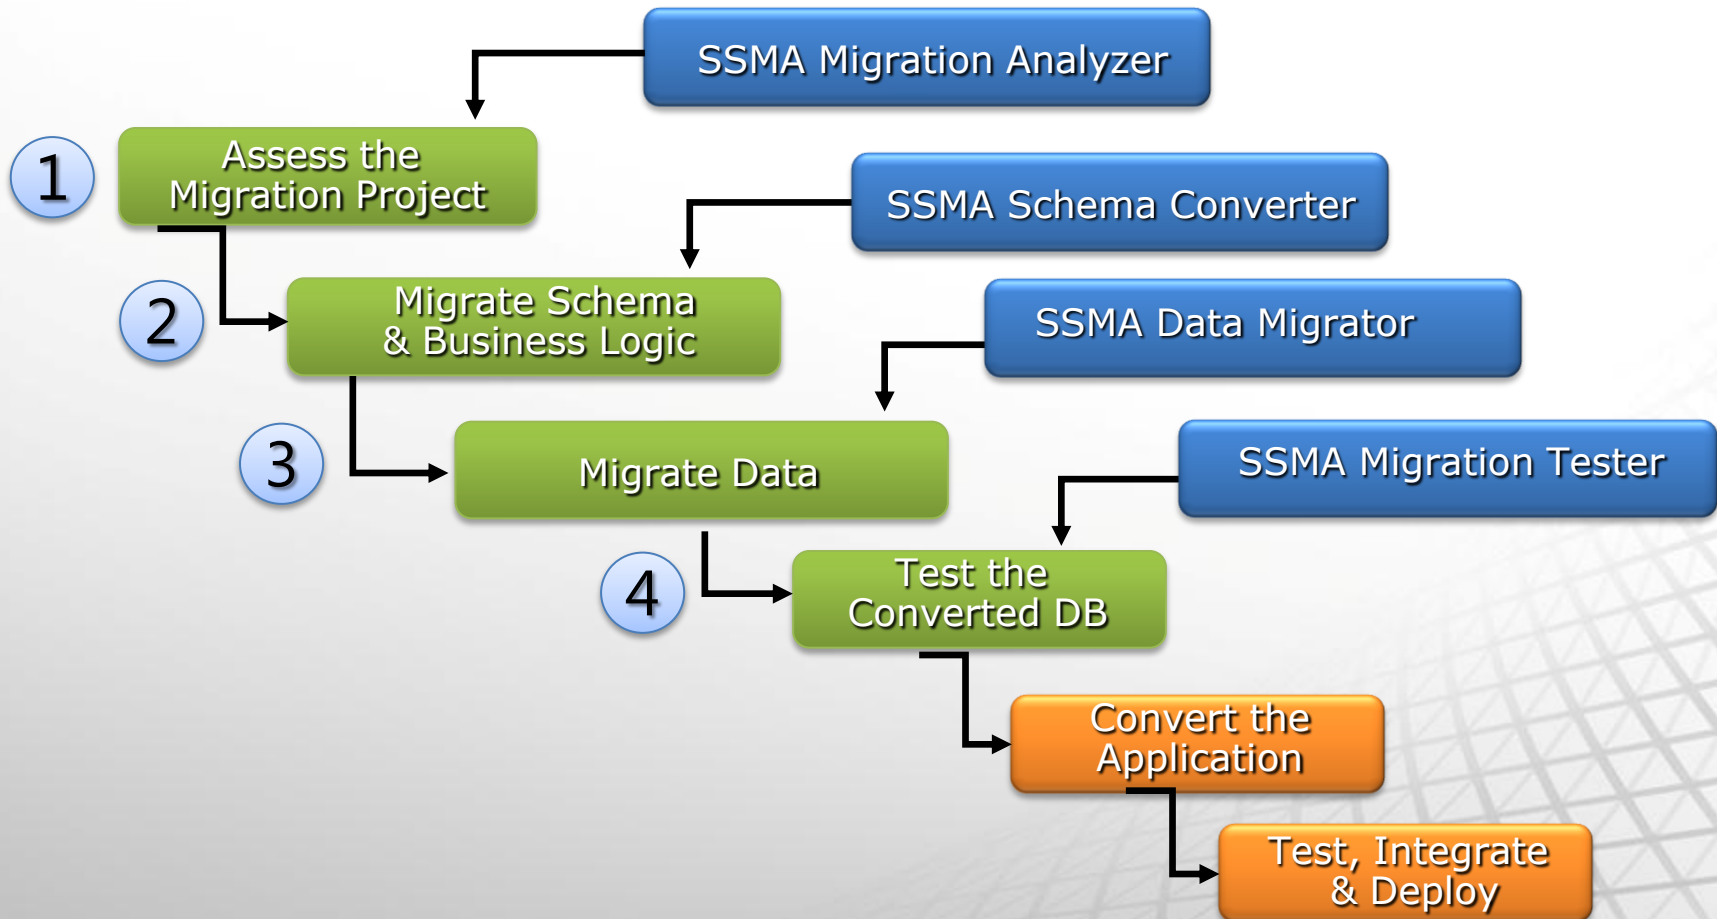 SSMA Migration Analyzer
1
Assess the
Migration Project
SSMA Schema Converter
2
Migrate Schema
& Business Logic
SSMA Data Migrator
3
Migrate Data
SSMA Migration Tester
4
Test the
Converted DB
Convert the
Application
Test, Integrate
& Deploy